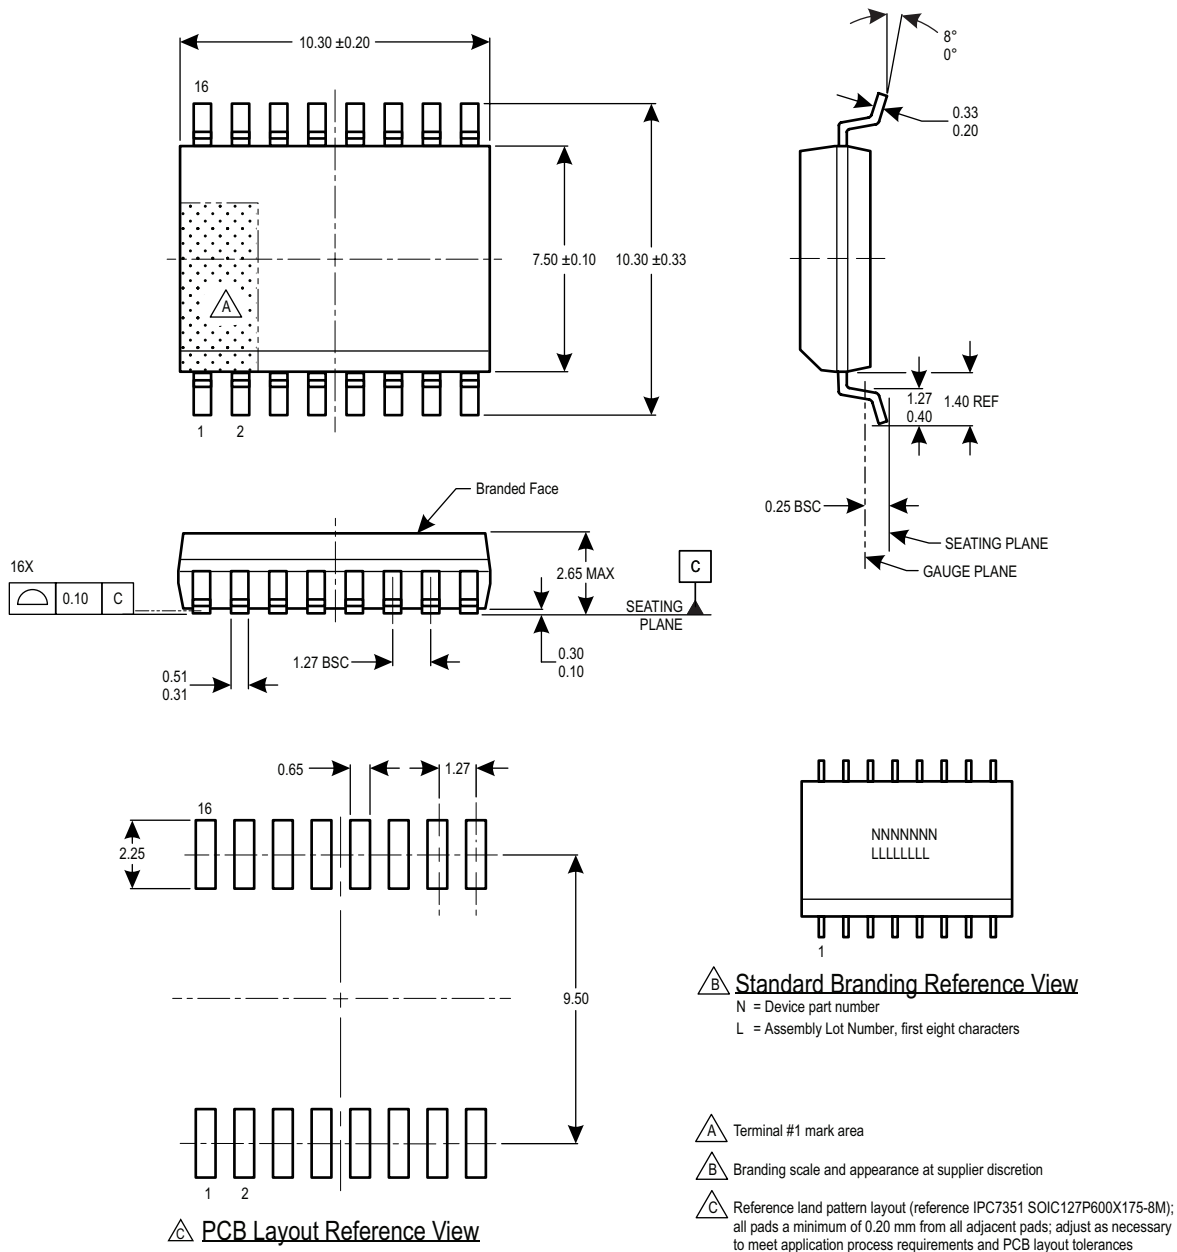 10.30 ±0.20
8°
0°
16
0.33
0.20
7.50 ±0.10
10.30 ±0.33
A
1 2
1.27
0.40
1.40 REF
0.25 BSC
SEATING PLANE
GAUGE PLANE
Branded Face
16X
0.10 C
2.65 MAX
C
SEATING
PLANE
1.27 BSC
0.30
0.10
0.51
0.31
0.65
1.27
16
2.25
9.50
1 2
C PCB Layout Reference View
NNNNNNN
LLLLLLLL
1
B Standard Branding Reference View
N = Device part number
L = Assembly Lot Number, first eight characters
A Terminal #1 mark area
B Branding scale and appearance at supplier discretion
C Reference land pattern layout (reference IPC7351 SOIC127P600X175-8M);
all pads a minimum of 0.20 mm from all adjacent pads; adjust as necessary
to meet application process requirements and PCB layout tolerances